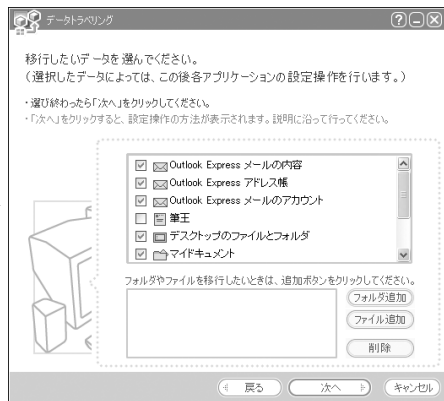 データトラベリング
移行したいデータを選んでください。
（選択したデータによっては、この後各アプリケーションの設定操作を行います。）
・選び終わったら「次へ」をクリックしてください。
・「次へ」をクリックすると、設定操作の方法が表示されます。説明に沿って行ってください。
Outlook Express メールの内容
Outlook Express アドレス帳
Outlook Express メールのアカウント
筆王
デスクトップのファイルとフォルダ
マイドキュメント
フォルダやファイルを移行したいときは、追加ボタンをクリックしてください。
フォルダ追加
ファイル追加
削除
戻る 次へ キャンセル